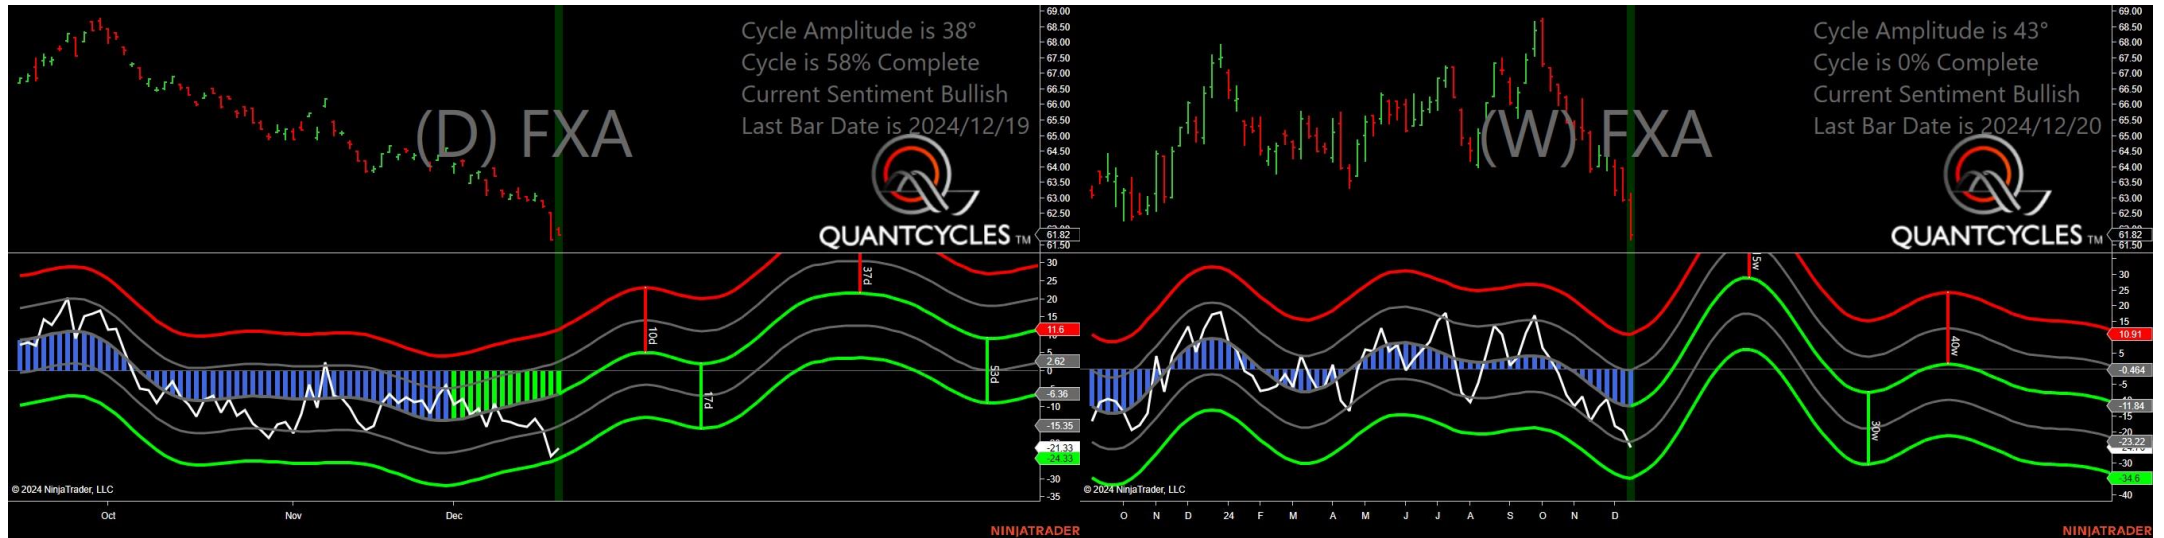 Cycle Amplitude is 38°
Cycle is 58% Complete
Current Sentiment Bullish
Last Bar Date is 2024/12/19
(D) FXA
QUANTCYCLES TM
69.00
68.50
68.00
67.50
67.00
66.50
66.00
65.50
65.00
64.50
64.00
63.50
63.00
62.50
61.82
61.50
30
25
20
15
10
11.6
5
2.62
0
-6.36
-10
-15.35
-21.33
-24.33
-30
-35
10d
17d
37d
53d
© 2024 NinjaTrader, LLC
Oct Nov Dec
NINJATRADER
Cycle Amplitude is 43°
Cycle is 0% Complete
Current Sentiment Bullish
Last Bar Date is 2024/12/20
(W) FXA
QUANTCYCLES TM
69.00
68.50
68.00
67.50
67.00
66.50
66.00
65.50
65.00
64.50
64.00
63.50
63.00
62.50
61.82
61.50
30
25
20
15
10.91
5
-0.464
-5
-11.84
-15
-20
-23.22
-30
-34.6
-40
15w
30w
40w
© 2024 NinjaTrader, LLC
O N D 24 F M A M J J A S O N D
NINJATRADER